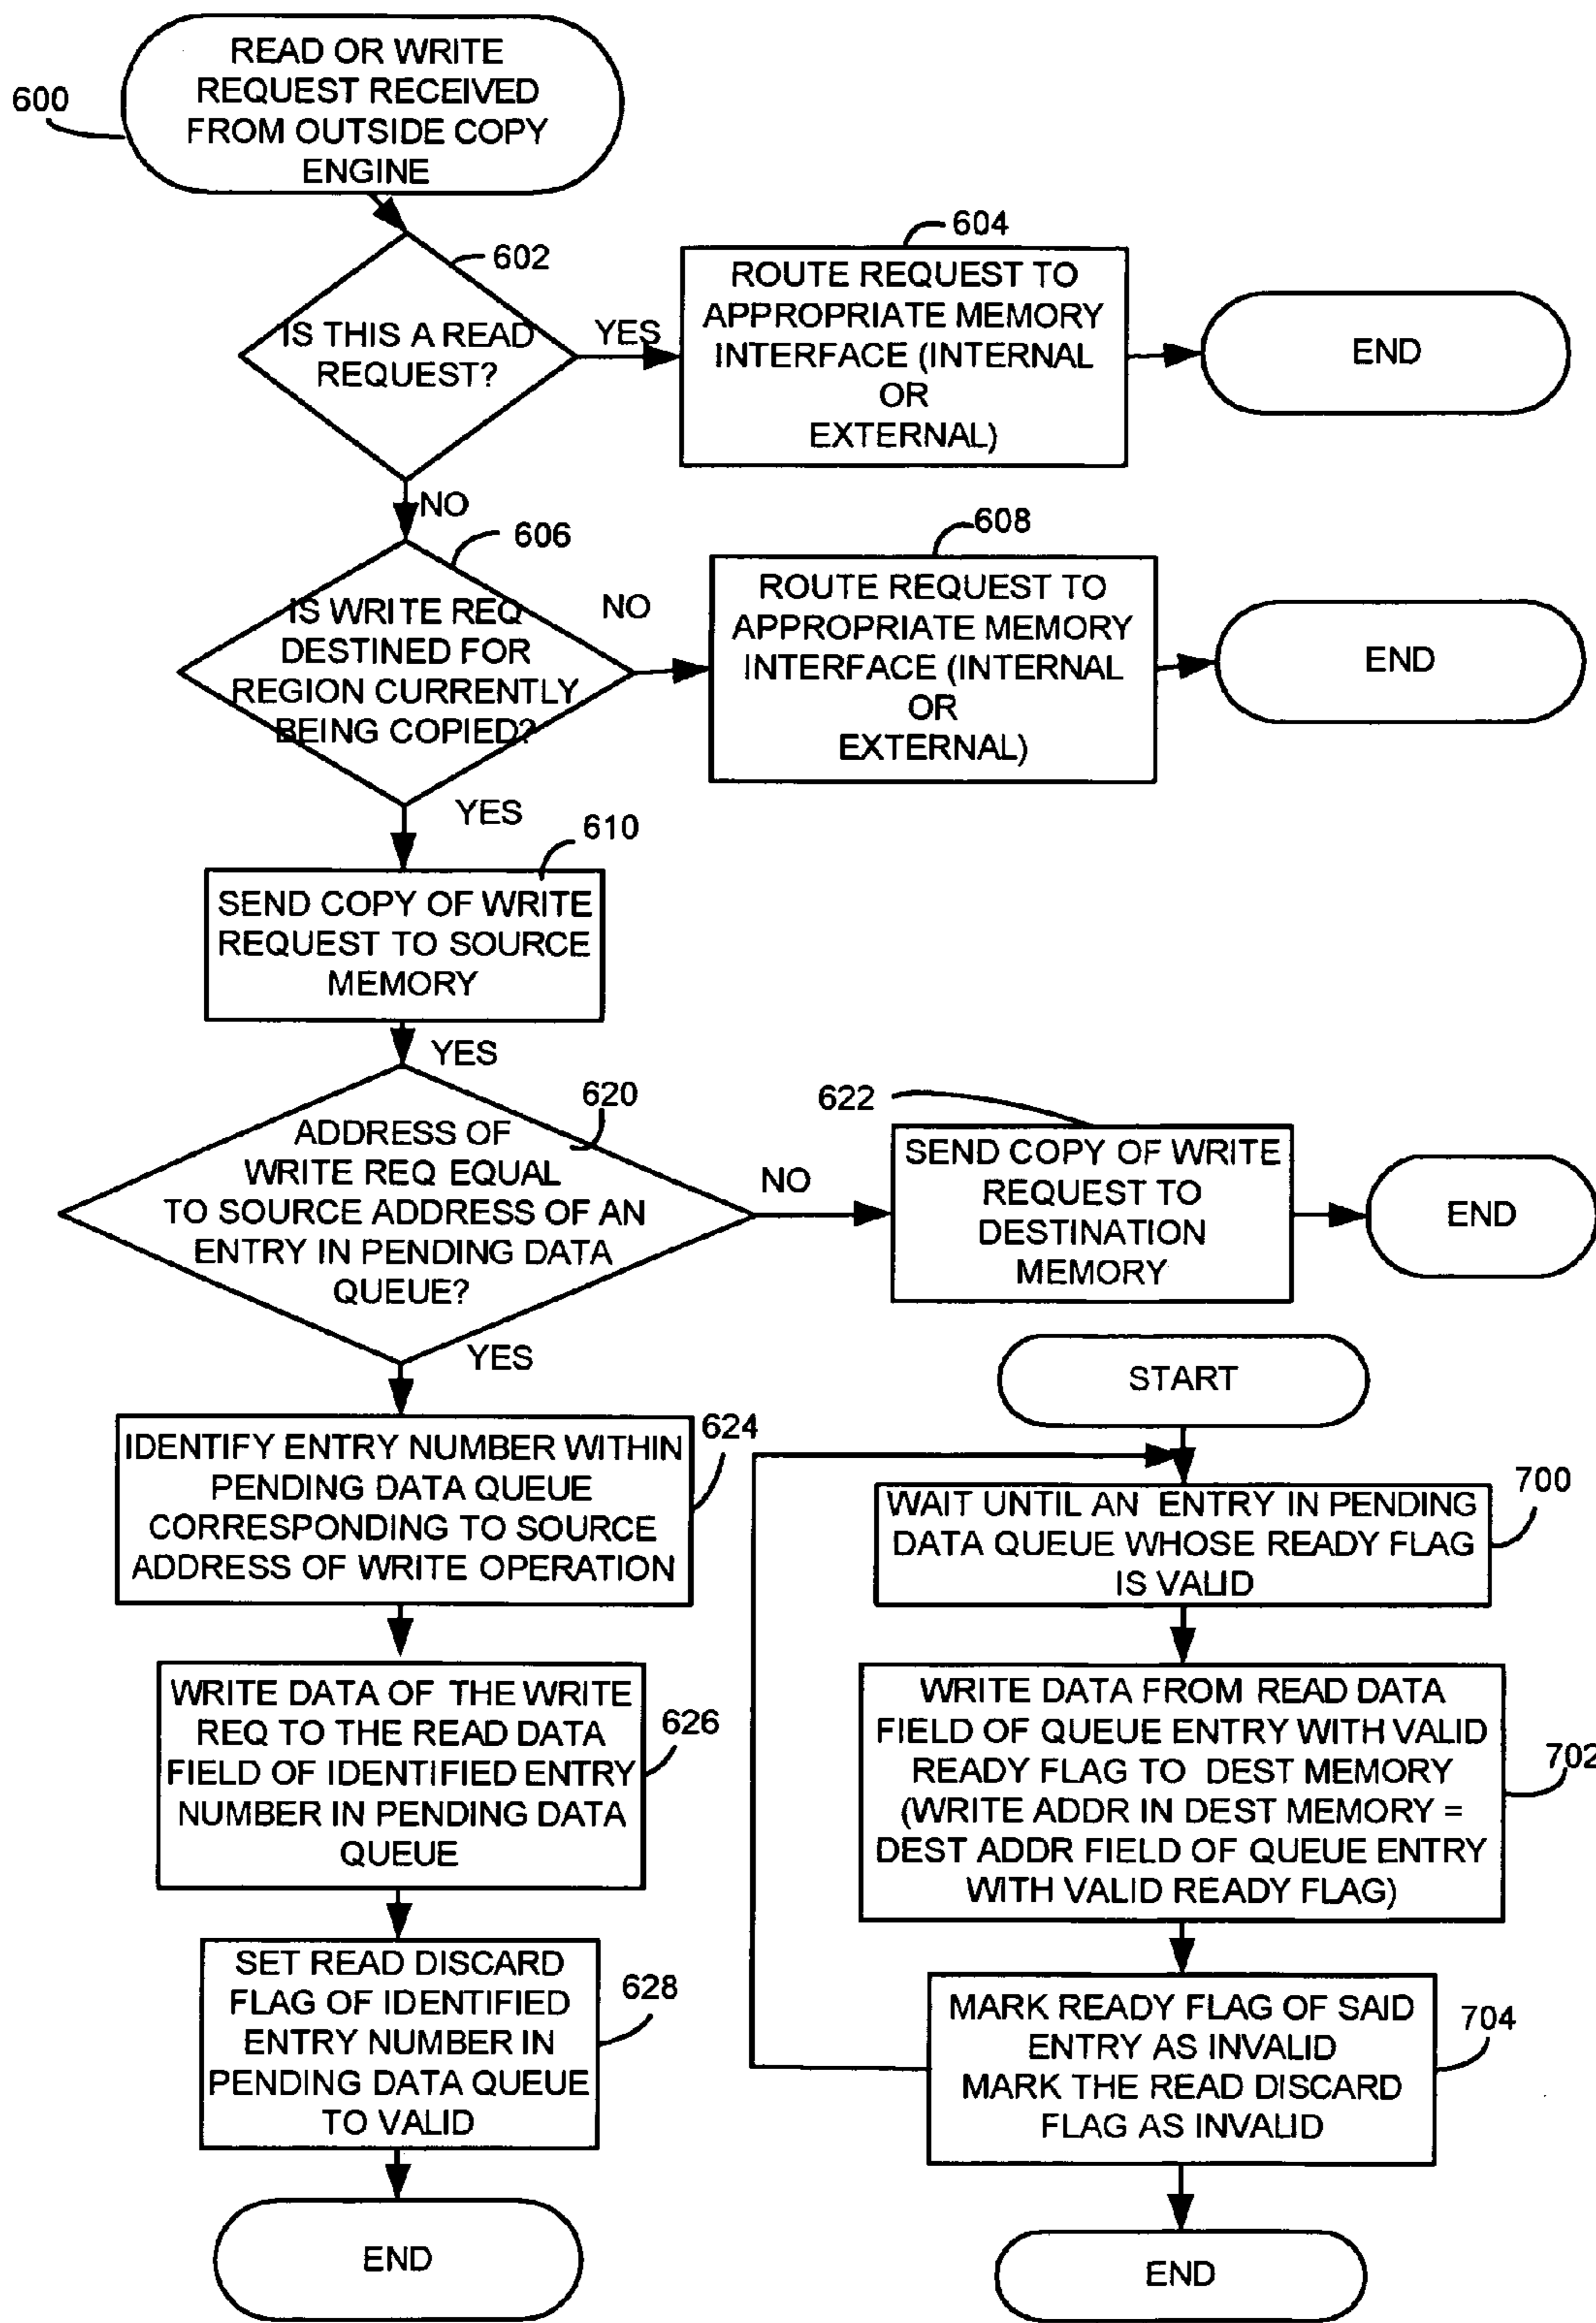 READ OR WRITE
REQUEST RECEIVED
FROM OUTSIDE COPY
ENGINE
600
602
IS THIS A READ
REQUEST?
YES
604
ROUTE REQUEST TO
APPROPRIATE MEMORY
INTERFACE (INTERNAL
OR
EXTERNAL)
END
NO
606
IS WRITE REQ
DESTINED FOR
REGION CURRENTLY
BEING COPIED?
NO
608
ROUTE REQUEST TO
APPROPRIATE MEMORY
INTERFACE (INTERNAL
OR
EXTERNAL)
END
YES
610
SEND COPY OF WRITE
REQUEST TO SOURCE
MEMORY
YES
620
ADDRESS OF
WRITE REQ EQUAL
TO SOURCE ADDRESS OF AN
ENTRY IN PENDING DATA
QUEUE?
NO
622
SEND COPY OF WRITE
REQUEST TO
DESTINATION
MEMORY
END
YES
624
IDENTIFY ENTRY NUMBER WITHIN
PENDING DATA QUEUE
CORRESPONDING TO SOURCE
ADDRESS OF WRITE OPERATION
WRITE DATA OF THE WRITE
REQ TO THE READ DATA
FIELD OF IDENTIFIED ENTRY
NUMBER IN PENDING DATA
QUEUE
626
SET READ DISCARD
FLAG OF IDENTIFIED
ENTRY NUMBER IN
PENDING DATA QUEUE
TO VALID
628
END
START
WAIT UNTIL AN ENTRY IN PENDING
DATA QUEUE WHOSE READY FLAG
IS VALID
700
WRITE DATA FROM READ DATA
FIELD OF QUEUE ENTRY WITH VALID
READY FLAG TO DEST MEMORY
(WRITE ADDR IN DEST MEMORY =
DEST ADDR FIELD OF QUEUE ENTRY
WITH VALID READY FLAG)
702
MARK READY FLAG OF SAID
ENTRY AS INVALID
MARK THE READ DISCARD
FLAG AS INVALID
704
END